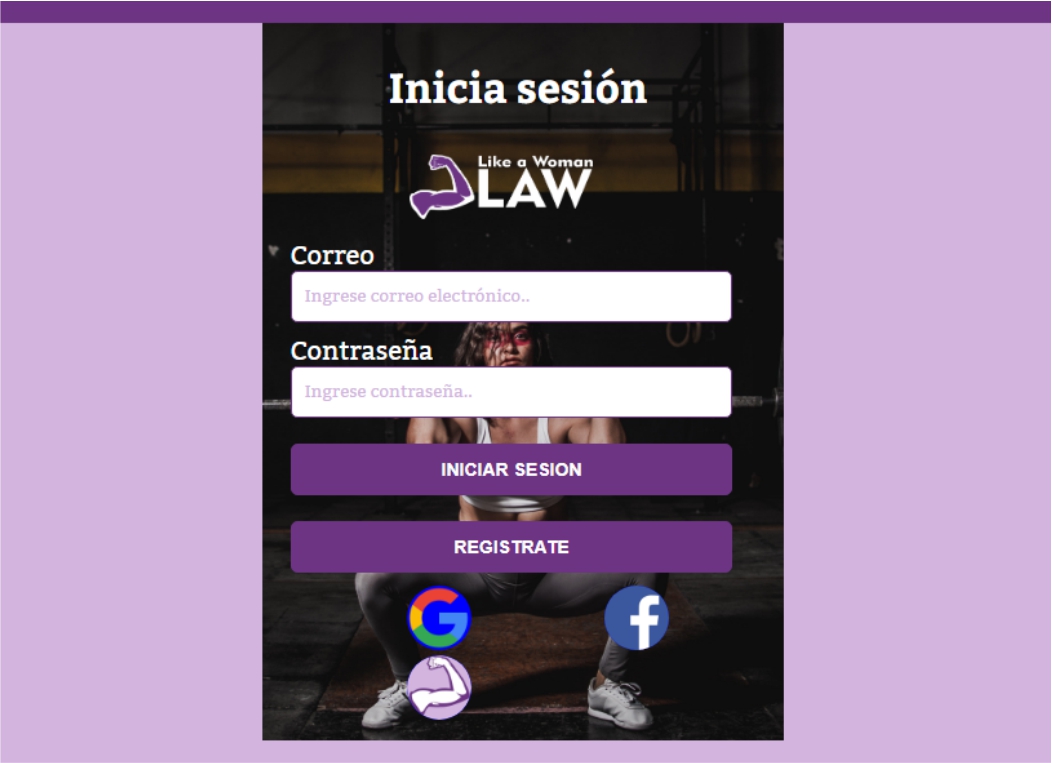 Inicia sesión
Like a Woman
LAW
Correo
Ingrese correo electrónico..
Contraseña
Ingrese contraseña..
INICIAR SESION
REGISTRATE